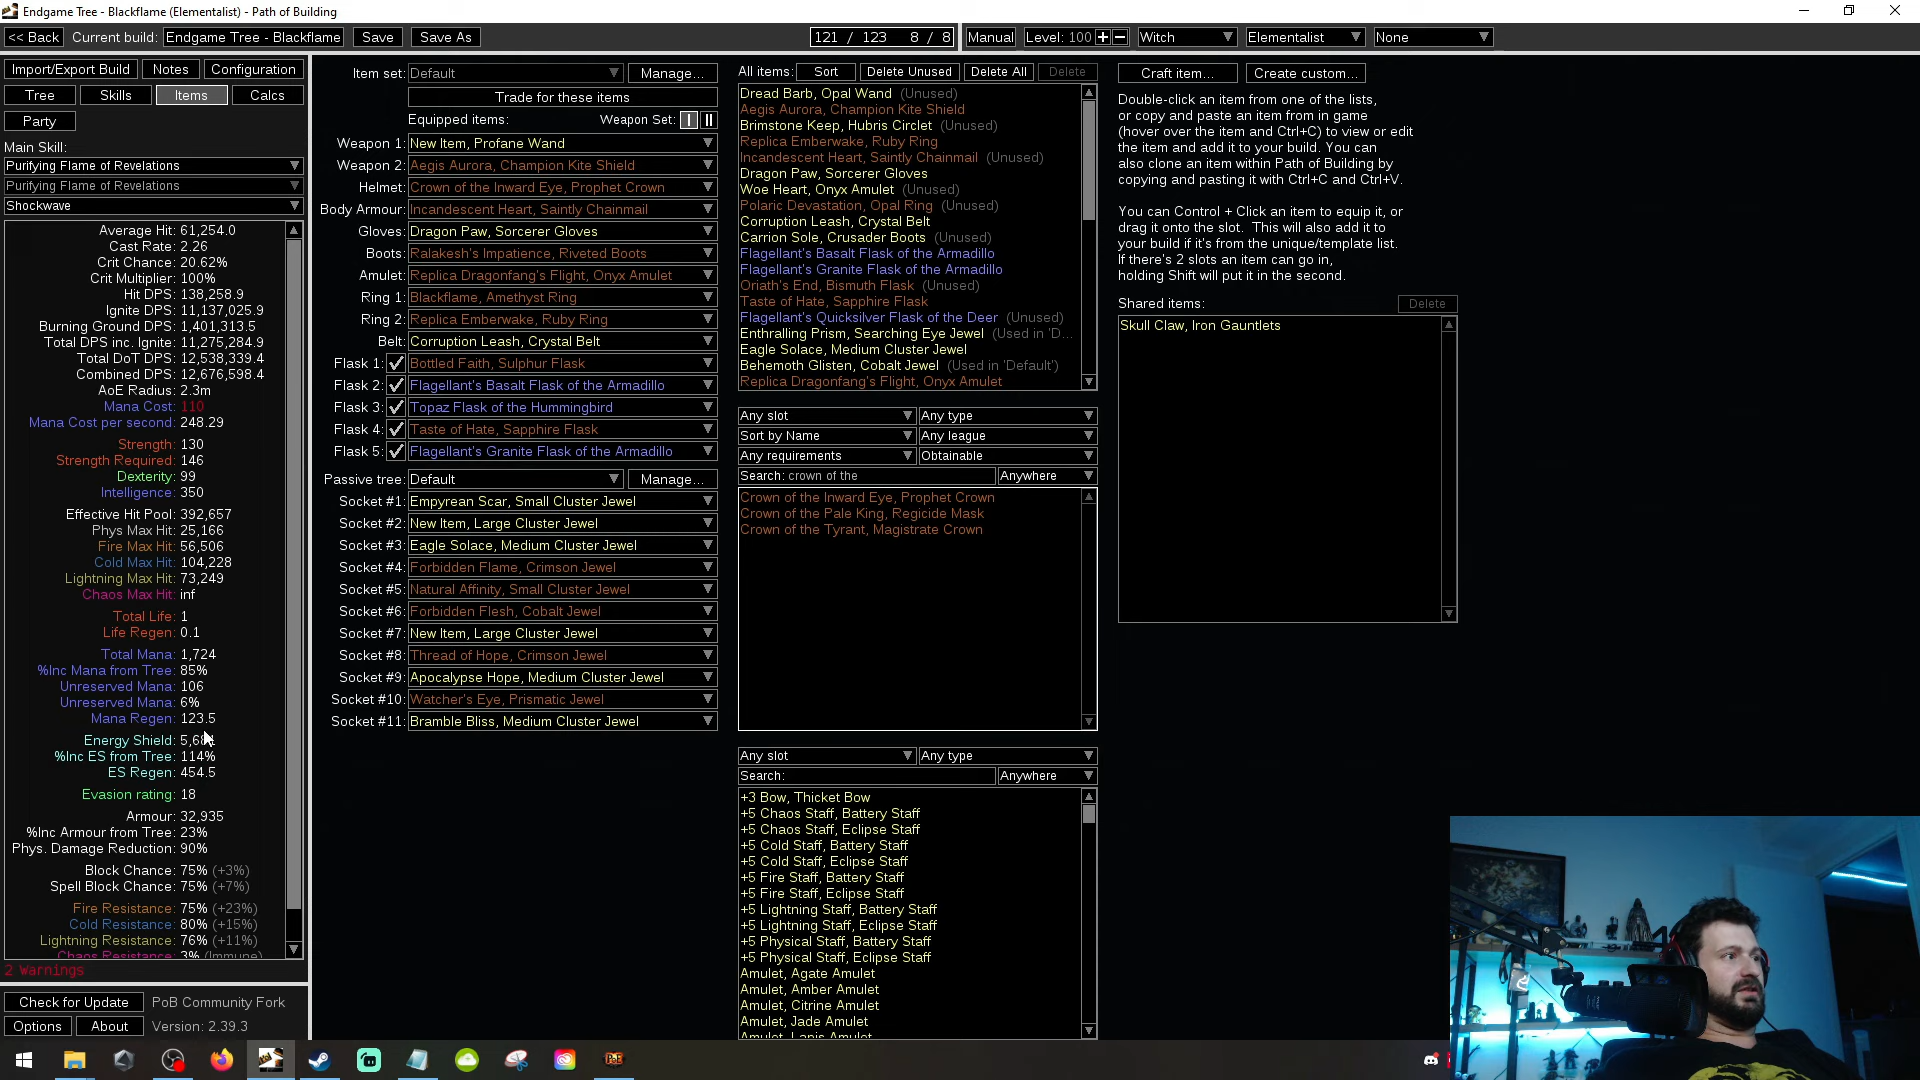 Endgame Tree - Blackflame (Elementalist) - Path of Building
<< Back
Current build: Endgame Tree - Blackflame
Save
Save As
121 / 123 8 / 8
Manual
Level: 100
Witch
Elementalist
None
Import/Export Build
Notes
Configuration
Tree
Skills
Items
Calcs
Party
Main Skill:
Purifying Flame of Revelations
Purifying Flame of Revelations
Shockwave
Average Hit: 61,254.0
Cast Rate: 2.26
Crit Chance: 20.62%
Crit Multiplier: 100%
Hit DPS: 138,258.9
Ignite DPS: 11,137,025.9
Burning Ground DPS: 1,401,313.5
Total DPS inc. Ignite: 11,275,284.9
Total DoT DPS: 12,538,339.4
Combined DPS: 12,676,598.4
AoE Radius: 2.3m
Mana Cost: 110
Mana Cost per second: 248.29
Strength: 130
Strength Required: 146
Dexterity: 99
Intelligence: 350
Effective Hit Pool: 392,657
Phys Max Hit: 25,166
Fire Max Hit: 56,506
Cold Max Hit: 104,228
Lightning Max Hit: 73,249
Chaos Max Hit: inf
Total Life: 1
Life Regen: 0.1
Total Mana: 1,724
%Inc Mana from Tree: 85%
Unreserved Mana: 106
Unreserved Mana: 6%
Mana Regen: 123.5
Energy Shield:
%Inc ES from Tree: 114%
ES Regen: 454.5
Evasion rating: 18
Armour: 32,935
%Inc Armour from Tree: 23%
Phys. Damage Reduction: 90%
Block Chance: 75% (+3%)
Spell Block Chance: 75% (+7%)
Fire Resistance: 75% (+23%)
Cold Resistance: 80% (+15%)
Lightning Resistance: 76% (+11%)
Chaos Resistance: 3% (Immune)
2 Warnings
Check for Update
PoB Community Fork
Options
About
Version: 2.39.3
Item set: Default
Manage...
Trade for these items
Equipped items:
Weapon Set: I II
Weapon 1: New Item, Profane Wand
Weapon 2: Aegis Aurora, Champion Kite Shield
Helmet: Crown of the Inward Eye, Prophet Crown
Body Armour: Incandescent Heart, Saintly Chainmail
Gloves: Dragon Paw, Sorcerer Gloves
Boots: Ralakesh's Impatience, Riveted Boots
Amulet: Replica Dragonfang's Flight, Onyx Amulet
Ring 1: Blackflame, Amethyst Ring
Ring 2: Replica Emberwake, Ruby Ring
Belt: Corruption Leash, Crystal Belt
Flask 1: Bottled Faith, Sulphur Flask
Flask 2: Flagellant's Basalt Flask of the Armadillo
Flask 3: Topaz Flask of the Hummingbird
Flask 4: Taste of Hate, Sapphire Flask
Flask 5: Flagellant's Granite Flask of the Armadillo
Passive tree: Default
Manage...
Socket #1: Empyrean Scar, Small Cluster Jewel
Socket #2: New Item, Large Cluster Jewel
Socket #3: Eagle Solace, Medium Cluster Jewel
Socket #4: Forbidden Flame, Crimson Jewel
Socket #5: Natural Affinity, Small Cluster Jewel
Socket #6: Forbidden Flesh, Cobalt Jewel
Socket #7: New Item, Large Cluster Jewel
Socket #8: Thread of Hope, Crimson Jewel
Socket #9: Apocalypse Hope, Medium Cluster Jewel
Socket #10: Watcher's Eye, Prismatic Jewel
Socket #11: Bramble Bliss, Medium Cluster Jewel
All items:
Sort
Delete Unused
Delete All
Delete
Dread Barb, Opal Wand (Unused)
Aegis Aurora, Champion Kite Shield
Brimstone Keep, Hubris Circlet (Unused)
Replica Emberwake, Ruby Ring
Incandescent Heart, Saintly Chainmail (Unused)
Dragon Paw, Sorcerer Gloves
Woe Heart, Onyx Amulet (Unused)
Polaric Devastation, Opal Ring (Unused)
Corruption Leash, Crystal Belt
Carrion Sole, Crusader Boots (Unused)
Flagellant's Basalt Flask of the Armadillo
Flagellant's Granite Flask of the Armadillo
Oriath's End, Bismuth Flask (Unused)
Taste of Hate, Sapphire Flask
Flagellant's Quicksilver Flask of the Deer (Unused)
Enthralling Prism, Searching Eye Jewel (Used in 'D...
Eagle Solace, Medium Cluster Jewel
Behemoth Glisten, Cobalt Jewel (Used in 'Default')
Replica Dragonfang's Flight, Onyx Amulet
Any slot
Any type
Sort by Name
Any league
Any requirements
Obtainable
Search: crown of the
Anywhere
Crown of the Inward Eye, Prophet Crown
Crown of the Pale King, Regicide Mask
Crown of the Tyrant, Magistrate Crown
Any slot
Any type
Search:
Anywhere
+3 Bow, Thicket Bow
+5 Chaos Staff, Battery Staff
+5 Chaos Staff, Eclipse Staff
+5 Cold Staff, Battery Staff
+5 Cold Staff, Eclipse Staff
+5 Fire Staff, Battery Staff
+5 Fire Staff, Eclipse Staff
+5 Lightning Staff, Battery Staff
+5 Lightning Staff, Eclipse Staff
+5 Physical Staff, Battery Staff
+5 Physical Staff, Eclipse Staff
Amulet, Agate Amulet
Amulet, Amber Amulet
Amulet, Citrine Amulet
Amulet, Jade Amulet
Amulet, Lapis Amulet
Craft item...
Create custom...
Double-click an item from one of the lists,
or copy and paste an item from in game
(hover over the item and Ctrl+C) to view or edit
the item and add it to your build. You can
also clone an item within Path of Building by
copying and pasting it with Ctrl+C and Ctrl+V.
You can Control + Click an item to equip it, or
drag it onto the slot. This will also add it to
your build if it's from the unique/template list.
If there's 2 slots an item can go in,
holding Shift will put it in the second.
Shared items:
Delete
Skull Claw, Iron Gauntlets